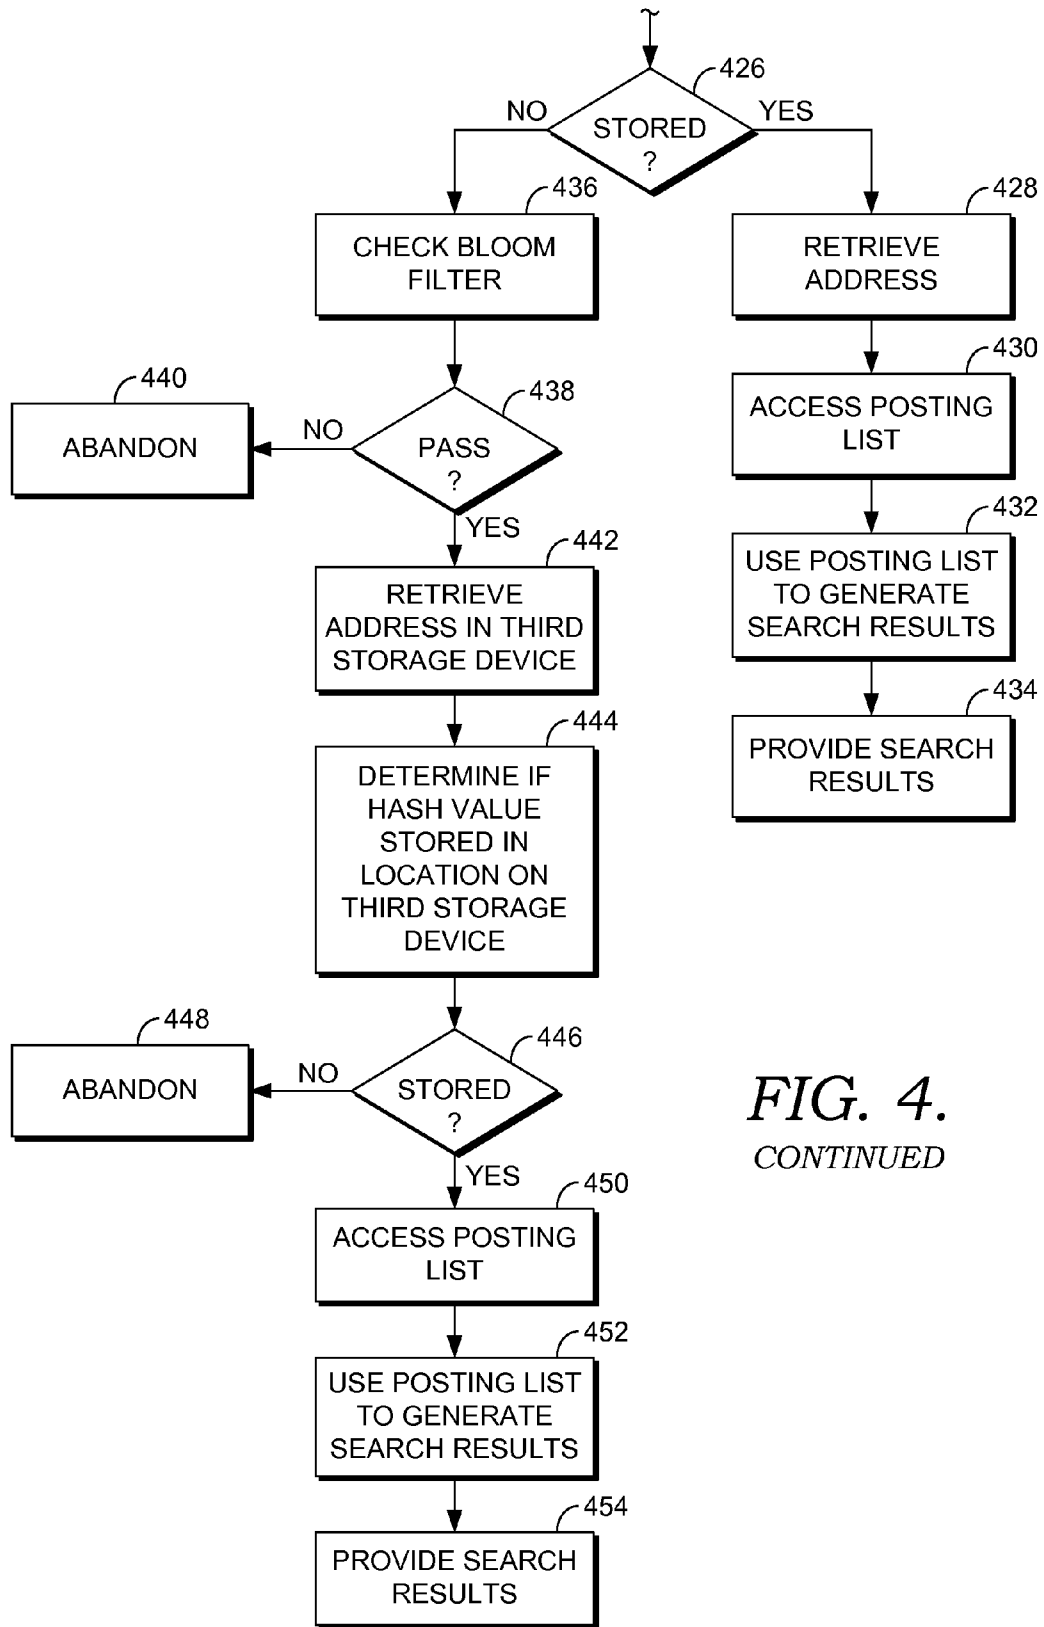 426
NO
YES
STORED
?
436
428
CHECK BLOOM
FILTER
RETRIEVE
ADDRESS
430
440
438
ACCESS POSTING
LIST
ABANDON
NO
PASS
?
YES
432
442
USE POSTING LIST
TO GENERATE
SEARCH RESULTS
RETRIEVE
ADDRESS IN THIRD
STORAGE DEVICE
434
444
PROVIDE SEARCH
RESULTS
DETERMINE IF
HASH VALUE
STORED IN
LOCATION ON
THIRD STORAGE
DEVICE
448
446
ABANDON
NO
STORED
?
YES
FIG. 4.
CONTINUED
450
ACCESS POSTING
LIST
452
USE POSTING LIST
TO GENERATE
SEARCH RESULTS
454
PROVIDE SEARCH
RESULTS